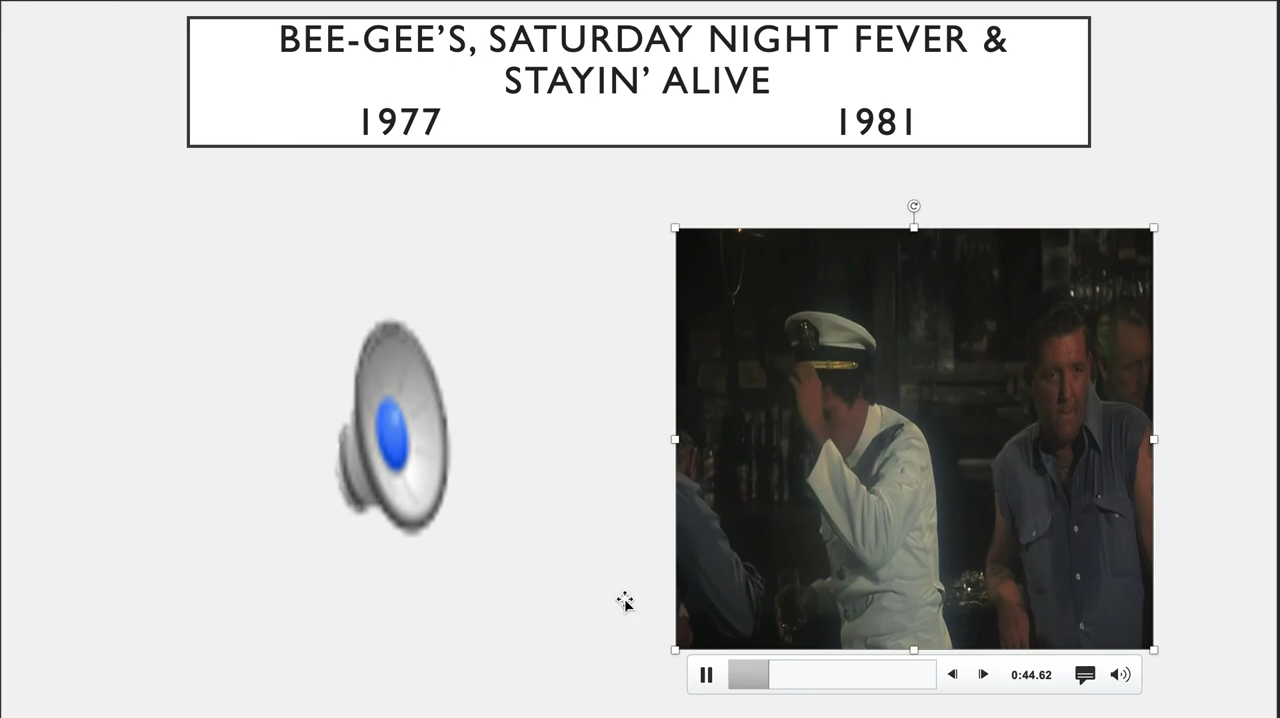 BEE-GEE’S, SATURDAY NIGHT FEVER &
STAYIN’ ALIVE
1977 1981
0:44.62